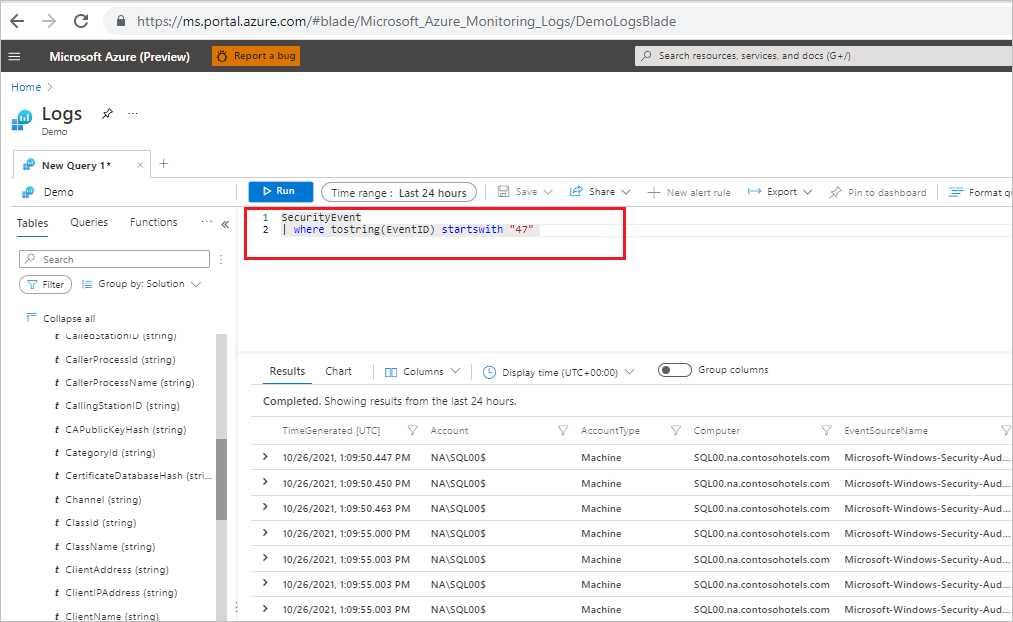 https://ms.portal.azure.com/#blade/Microsoft_Azure_Monitoring_Logs/DemoLogsBlade
Microsoft Azure (Preview) Report a bug Search resources, services, and docs (G+/)
Home >
Logs ...
Demo
New Query 1* × +
Demo Run Time range : Last 24 hours Save Share New alert rule Export Pin to dashboard Format qu
Tables Queries Functions ... «
1 SecurityEvent
2 | where tostring(EventID) startswith "47"
Search
Filter Group by: Solution
Collapse all
t CalledStationID (string)
t CallerProcessId (string)
t CallerProcessName (string)
t CallingStationID (string)
t CAPublicKeyHash (string)
t CategoryId (string)
t CertificateDatabaseHash (stri...
t Channel (string)
t ClassId (string)
t ClassName (string)
t ClientAddress (string)
t ClientIPAddress (string)
t ClientName (string)
Results Chart Columns Display time (UTC+00:00) Group columns
Completed. Showing results from the last 24 hours.
TimeGenerated [UTC] Account AccountType Computer EventSourceName
> 10/26/2021, 1:09:50.447 PM NA\SQL00$ Machine SQL00.na.contosohotels.com Microsoft-Windows-Security-Aud...
> 10/26/2021, 1:09:50.450 PM NA\SQL00$ Machine SQL00.na.contosohotels.com Microsoft-Windows-Security-Aud...
> 10/26/2021, 1:09:50.463 PM NA\SQL00$ Machine SQL00.na.contosohotels.com Microsoft-Windows-Security-Aud...
> 10/26/2021, 1:09:55.000 PM NA\SQL00$ Machine SQL00.na.contosohotels.com Microsoft-Windows-Security-Aud...
> 10/26/2021, 1:09:55.003 PM NA\SQL00$ Machine SQL00.na.contosohotels.com Microsoft-Windows-Security-Aud...
> 10/26/2021, 1:09:55.003 PM NA\SQL00$ Machine SQL00.na.contosohotels.com Microsoft-Windows-Security-Aud...
> 10/26/2021, 1:09:55.003 PM NA\SQL00$ Machine SQL00.na.contosohotels.com Microsoft-Windows-Security-Aud...